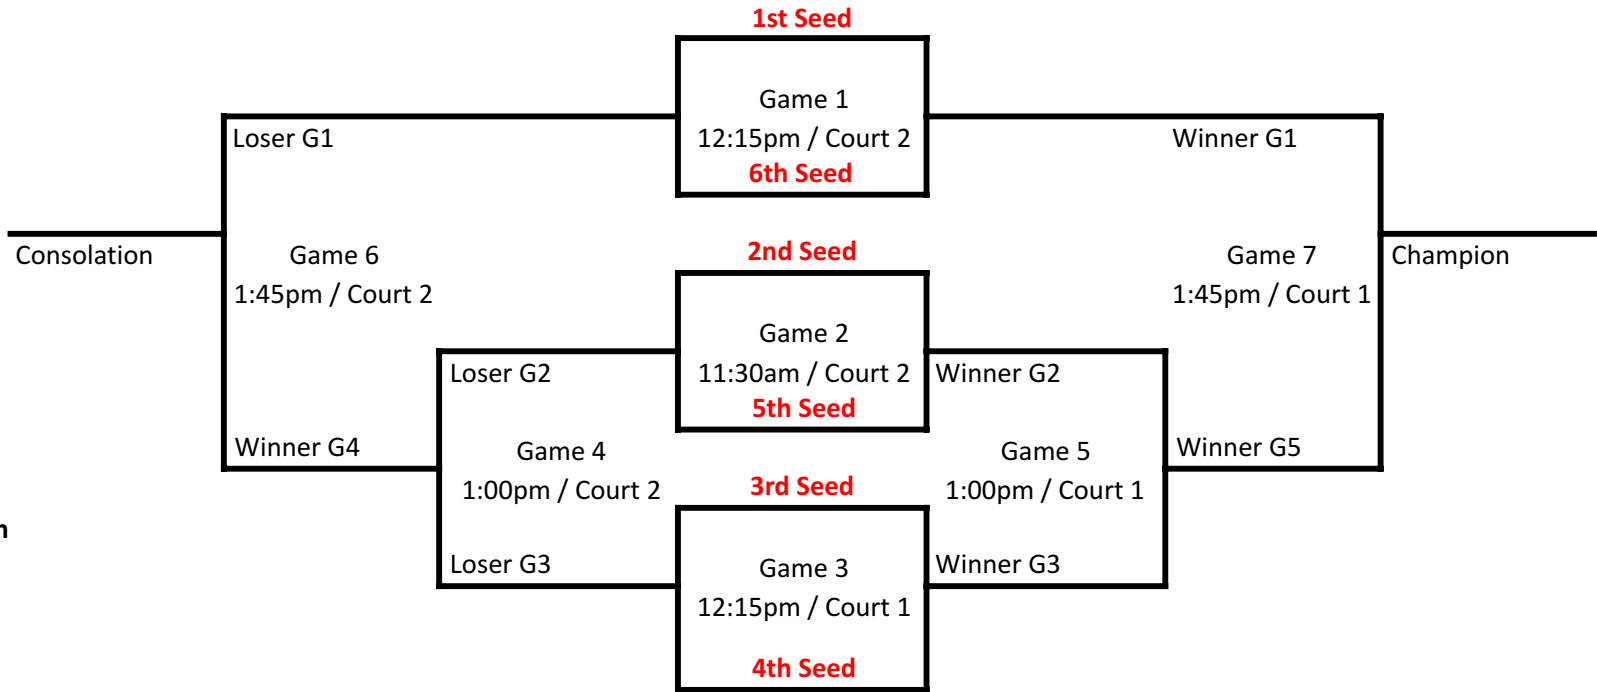 1st Seed
Game 1
12:15pm / Court 2
6th Seed
Loser G1
Winner G1
Consolation
Game 6
1:45pm / Court 2
2nd Seed
Game 2
11:30am / Court 2
5th Seed
Game 7
1:45pm / Court 1
Champion
Loser G2
Winner G2
Winner G4
Game 4
1:00pm / Court 2
Game 5
1:00pm / Court 1
Winner G5
3rd Seed
Loser G3
Game 3
12:15pm / Court 1
4th Seed
Winner G3